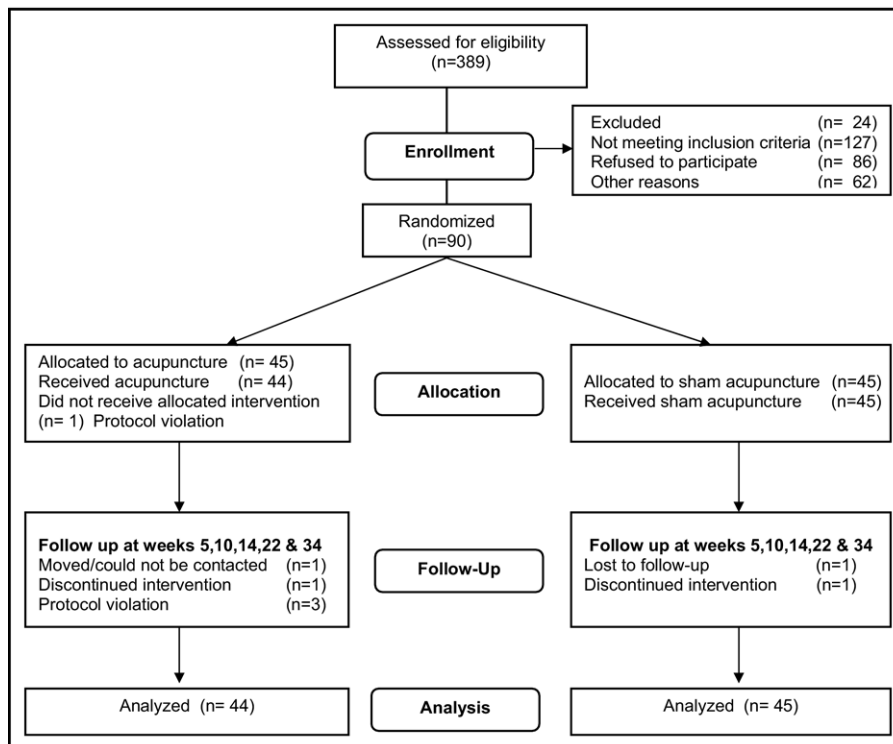 Assessed for eligibility
(n=389)
Excluded (n= 24)
Not meeting inclusion criteria (n=127)
Refused to participate (n= 86)
Other reasons (n= 62)
Enrollment
Randomized
(n=90)
Allocated to acupuncture (n= 45)
Received acupuncture (n= 44)
Did not receive allocated intervention
(n= 1) Protocol violation
Allocation
Allocated to sham acupuncture (n=45)
Received sham acupuncture (n=45)
Follow up at weeks 5,10,14,22 & 34
Moved/could not be contacted (n=1)
Discontinued intervention (n=1)
Protocol violation (n=3)
Follow-Up
Follow up at weeks 5,10,14,22 & 34
Lost to follow-up (n=1)
Discontinued intervention (n=1)
Analyzed (n= 44)
Analysis
Analyzed (n= 45)